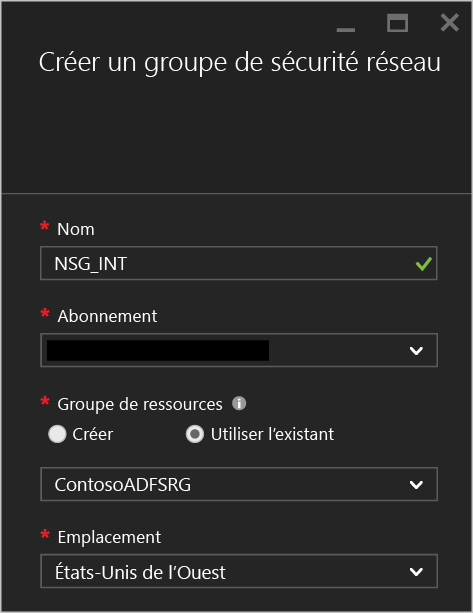 Créer un groupe de sécurité réseau
* Nom
NSG_INT
* Abonnement
* Groupe de ressources
Créer Utiliser l’existant
ContosoADFSRG
* Emplacement
États-Unis de l’Ouest